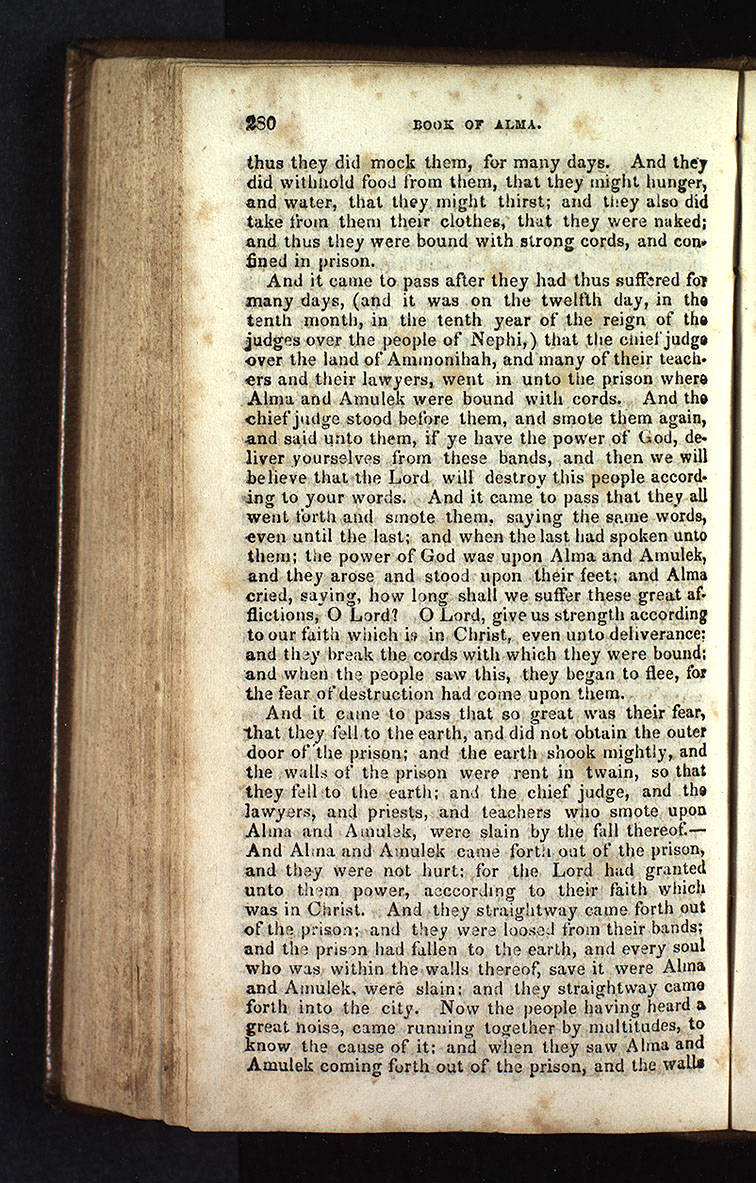 280 BOOK OF ALMA.
thus they did mock them, for many days. And they
did withhold food from them, that they might hunger,
and water, that they might thirst; and they also did
take from them their clothes, that they were naked;
and thus they were bound with strong cords, and con-
fined in prison.
And it came to pass after they had thus suffered for
many days, (and it was on the twelfth day, in the
tenth month, in the tenth year of the reign of the
judges over the people of Nephi,) that the chief judge
over the land of Ammonihah, and many of their teach-
ers and their lawyers, went in unto the prison where
Alma and Amulek were bound with cords. And the
chief judge stood before them, and smote them again,
and said unto them, if ye have the power of God, de-
liver yourselves from these bands, and then we will
believe that the Lord will destroy this people accord-
ing to your words. And it came to pass that they all
went forth and smote them, saying the same words,
even until the last; and when the last had spoken unto
them; the power of God was upon Alma and Amulek,
and they arose and stood upon their feet; and Alma
cried, saying, how long shall we suffer these great af-
flictions, O Lord? O Lord, give us strength according
to our faith which is in Christ, even unto deliverance;
and they break the cords with which they were bound;
and when the people saw this, they began to flee, for
the fear of destruction had come upon them.
And it came to pass that so great was their fear,
that they fell to the earth, and did not obtain the outer
door of the prison; and the earth shook mightly, and
the walls of the prison were rent in twain, so that
they fell to the earth; and the chief judge, and the
lawyers, and priests, and teachers who smote upon
Alma and Amulek, were slain by the fall thereof.—
And Alma and Amulek came forth out of the prison,
and they were not hurt; for the Lord had granted
unto them power, acccording to their faith which
was in Christ. And they straightway came forth out
of the prison; and they were loosed from their bands;
and the prison had fallen to the earth, and every soul
who was within the walls thereof, save it were Alma
and Amulek, were slain; and they straightway came
forth into the city. Now the people having heard a
great noise, came running together by multitudes, to
know the cause of it; and when they saw Alma and
Amulek coming forth out of the prison, and the walls